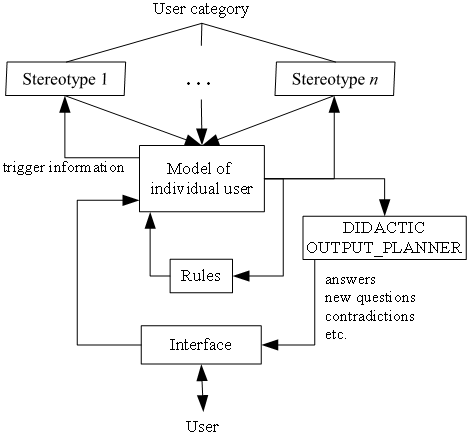 User category
Stereotype 1
...
Stereotype n
trigger information
Model of
individual user
DIDACTIC
OUTPUT_PLANNER
Rules
answers
new questions
contradictions
etc.
Interface
User